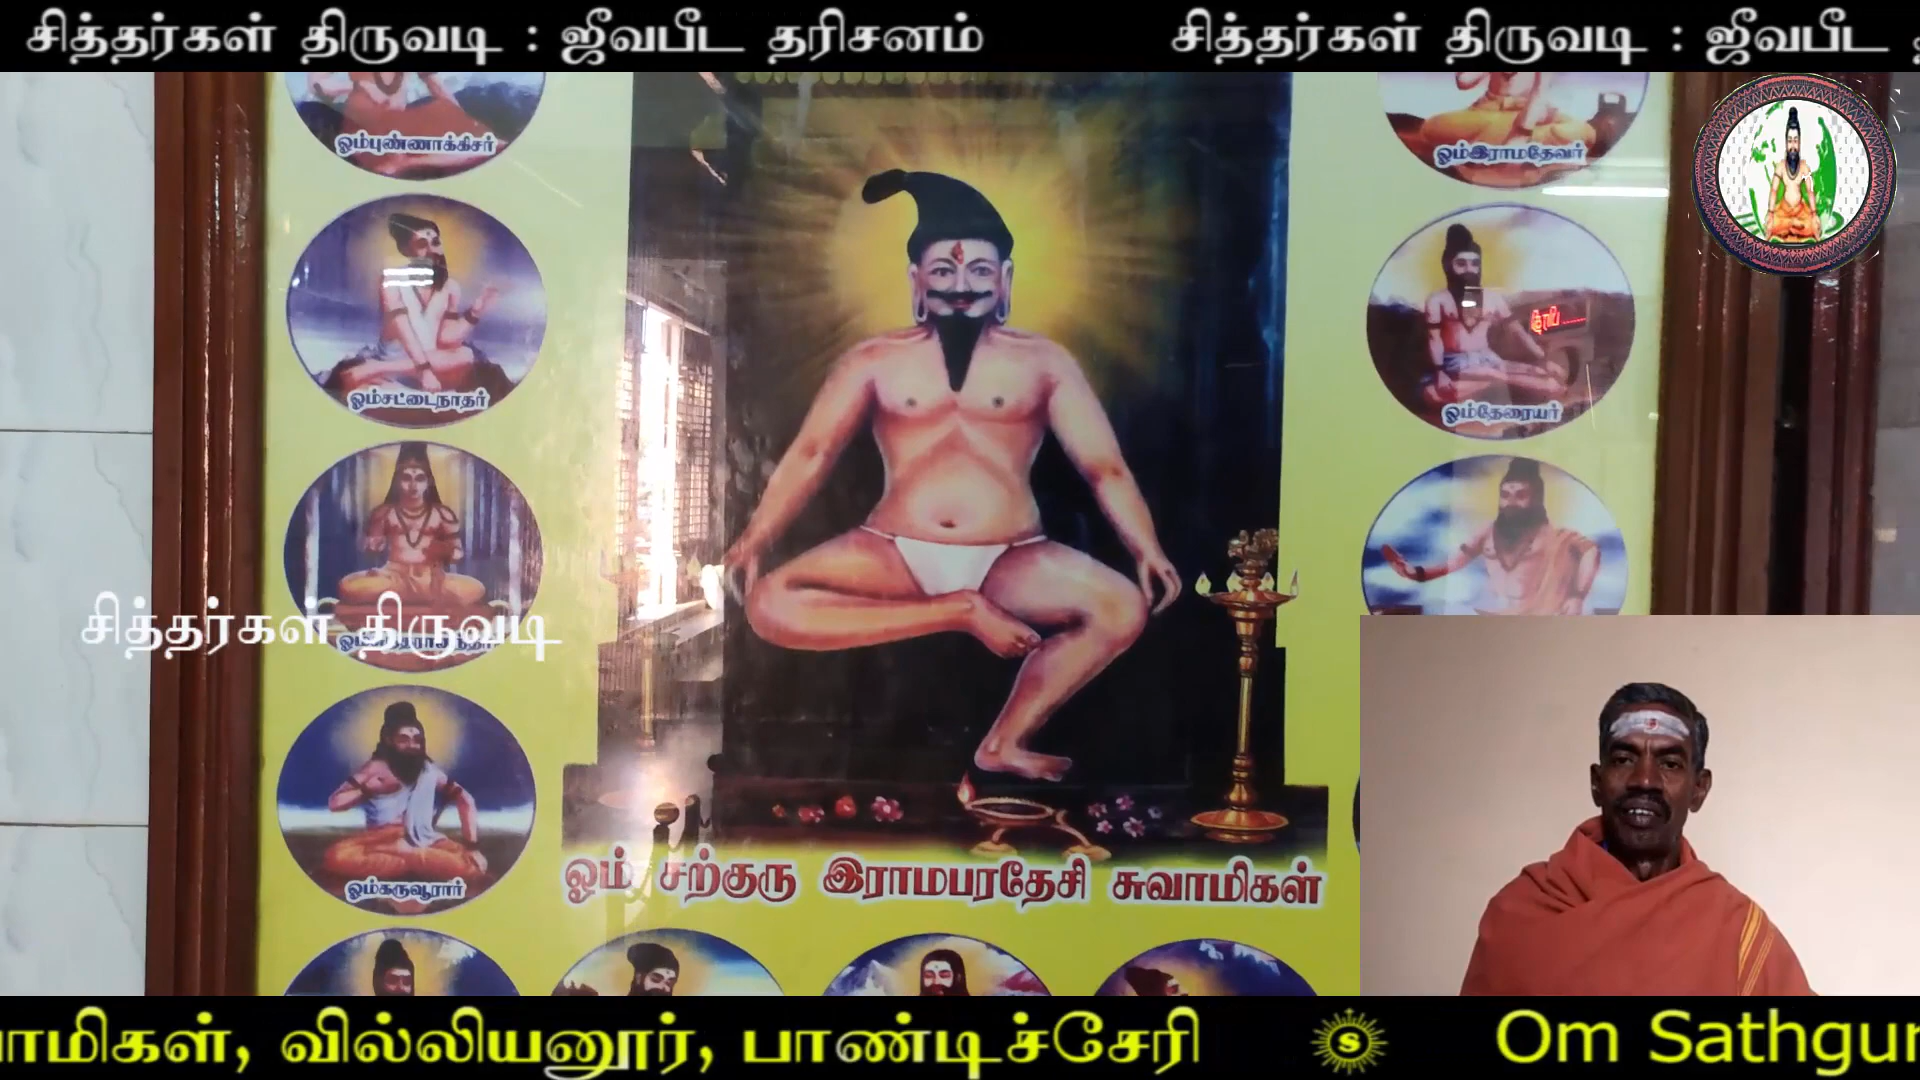 சித்தர்கள் திருவடி : ஜீவபீட தரிசனம் சித்தர்கள் திருவடி : ஜீவபீட
ஓம்புண்ணாக்கீசர்
ஓம்இராமதேவர்
ஓம்சட்டைநாதர்
ஓம்தேரையர்
சித்தர்கள் திருவடி
ஓம்கருவூரார்
ஓம் சற்குரு இராமபரதேசி சுவாமிகள்
வாமிகள், வில்லியனூர், பாண்டிச்சேரி S Om Sathgur